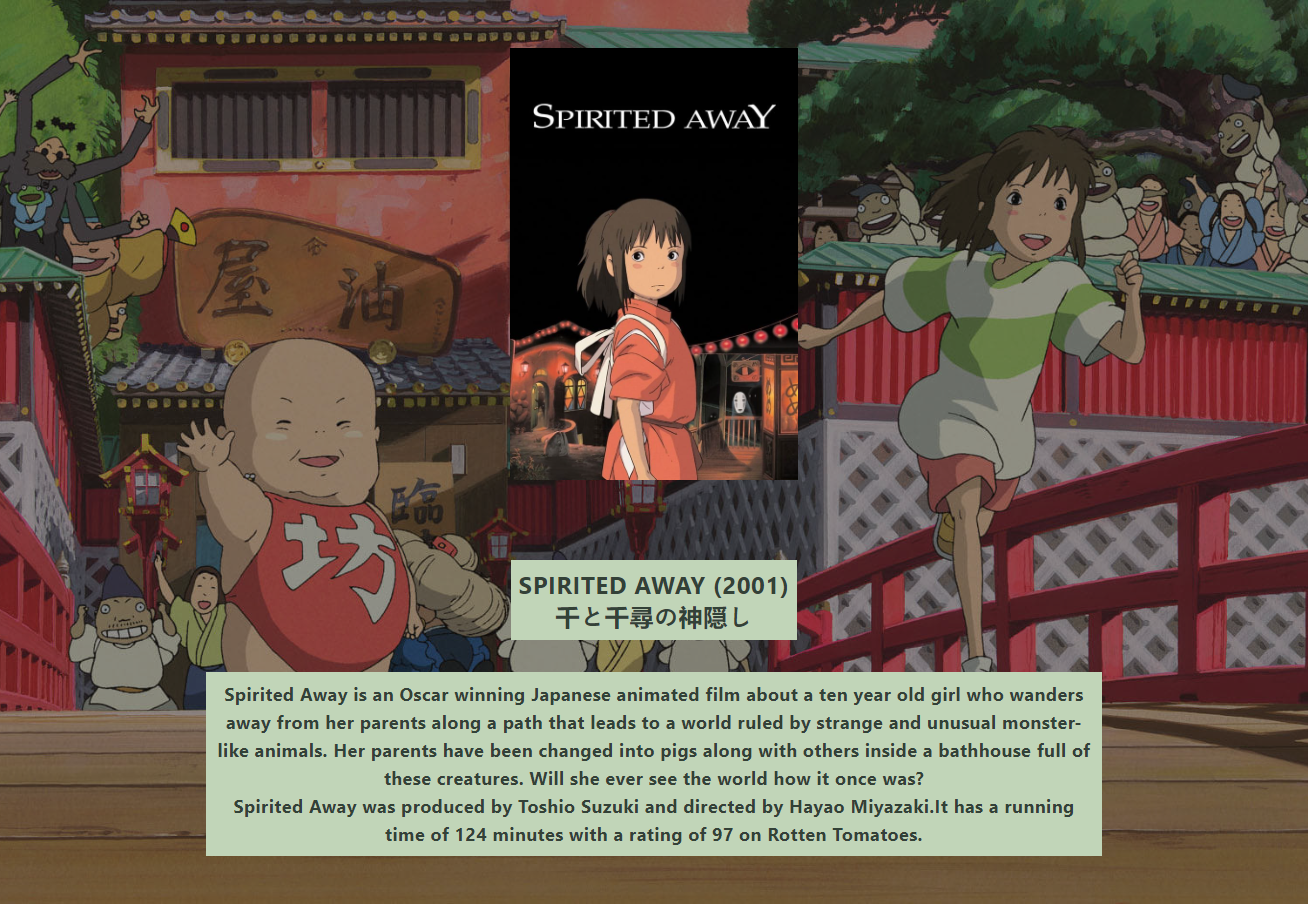 SPIRITED AWAY
屋 油
臨
坊
SPIRITED AWAY (2001)
千と千尋の神隠し
Spirited Away is an Oscar winning Japanese animated film about a ten year old girl who wanders
away from her parents along a path that leads to a world ruled by strange and unusual monster-
like animals. Her parents have been changed into pigs along with others inside a bathhouse full of
these creatures. Will she ever see the world how it once was?
Spirited Away was produced by Toshio Suzuki and directed by Hayao Miyazaki.It has a running
time of 124 minutes with a rating of 97 on Rotten Tomatoes.